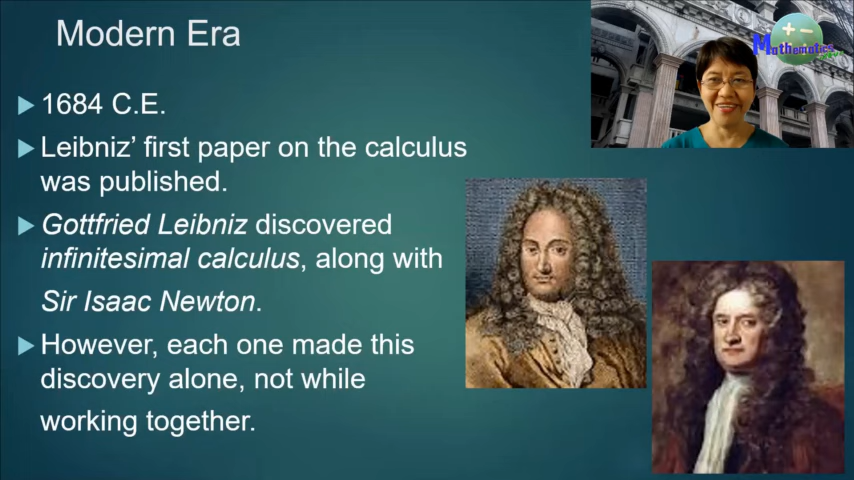 Modern Era
1684 C.E.
Leibniz’ first paper on the calculus
was published.
Gottfried Leibniz discovered
infinitesimal calculus, along with
Sir Isaac Newton.
However, each one made this
discovery alone, not while
working together.
Mathematics